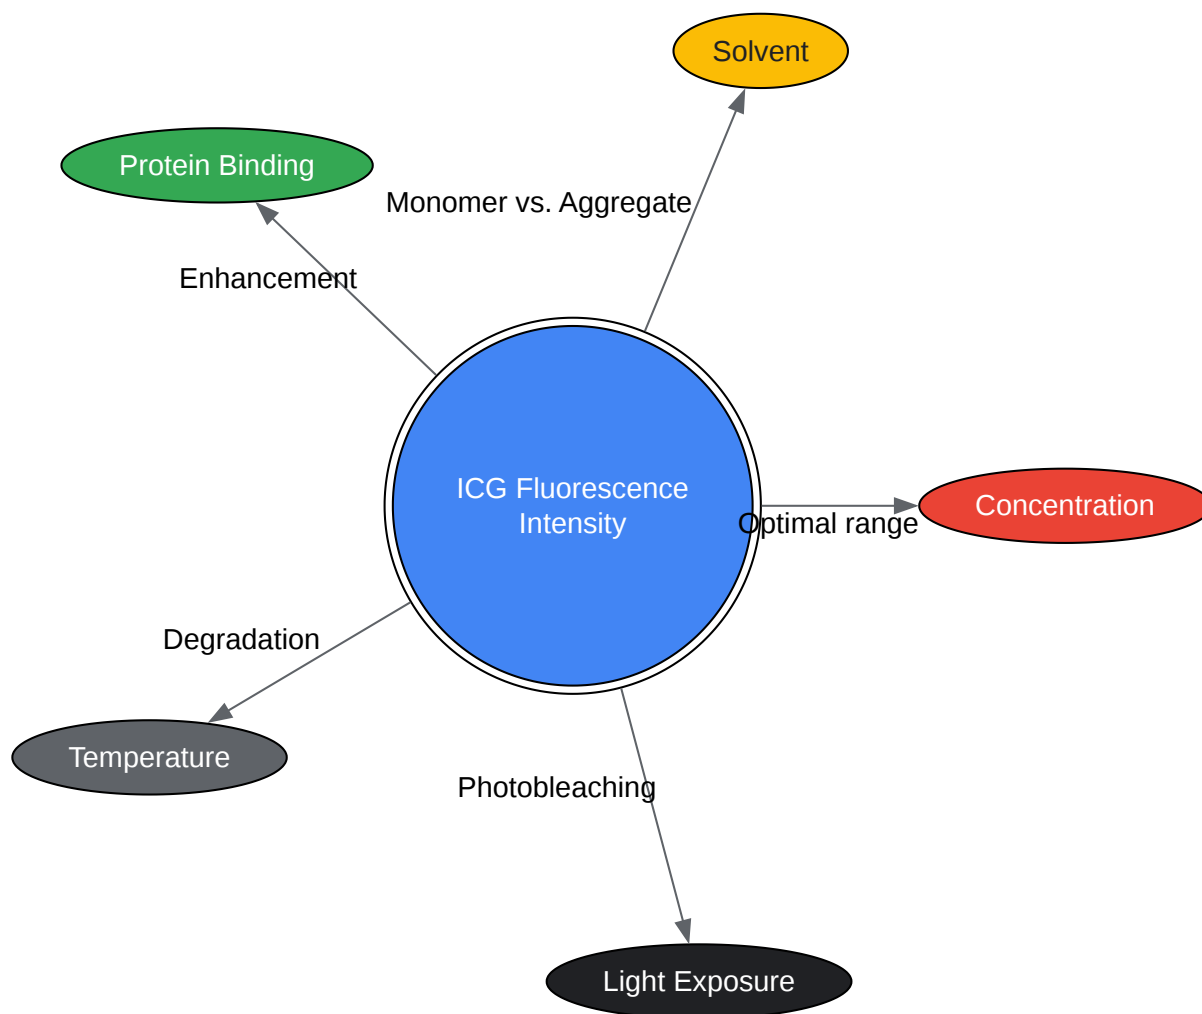 Solvent
Protein Binding
Monomer vs. Aggregate
Enhancement
ICG Fluorescence
Intensity
Concentration
Optimal range
Degradation
Temperature
Photobleaching
Light Exposure